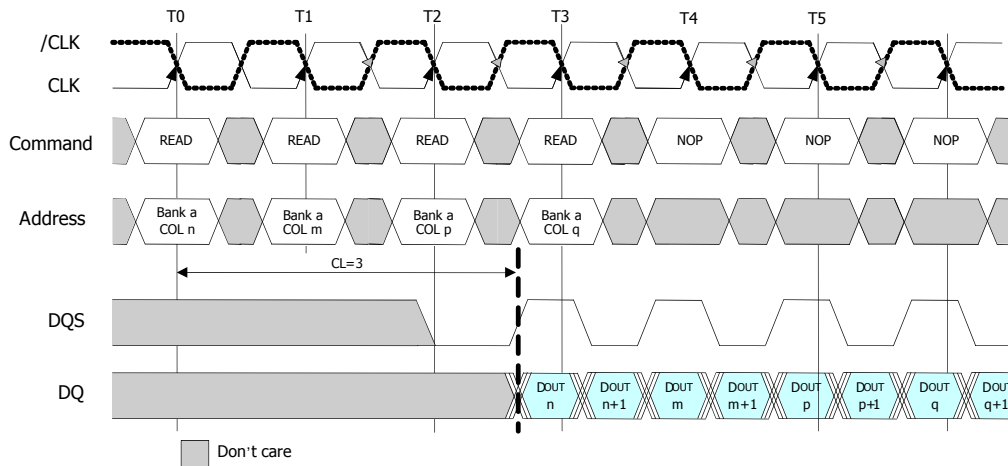 T0 T1 T2 T3 T4 T5
/CLK
CLK
Command READ READ READ READ NOP NOP NOP
Address Bank a COL n Bank a COL m Bank a COL p Bank a COL q
CL=3
DQS
DQ DOUT n DOUT n+1 DOUT m DOUT m+1 DOUT p DOUT p+1 DOUT q DOUT q+1
Don't care